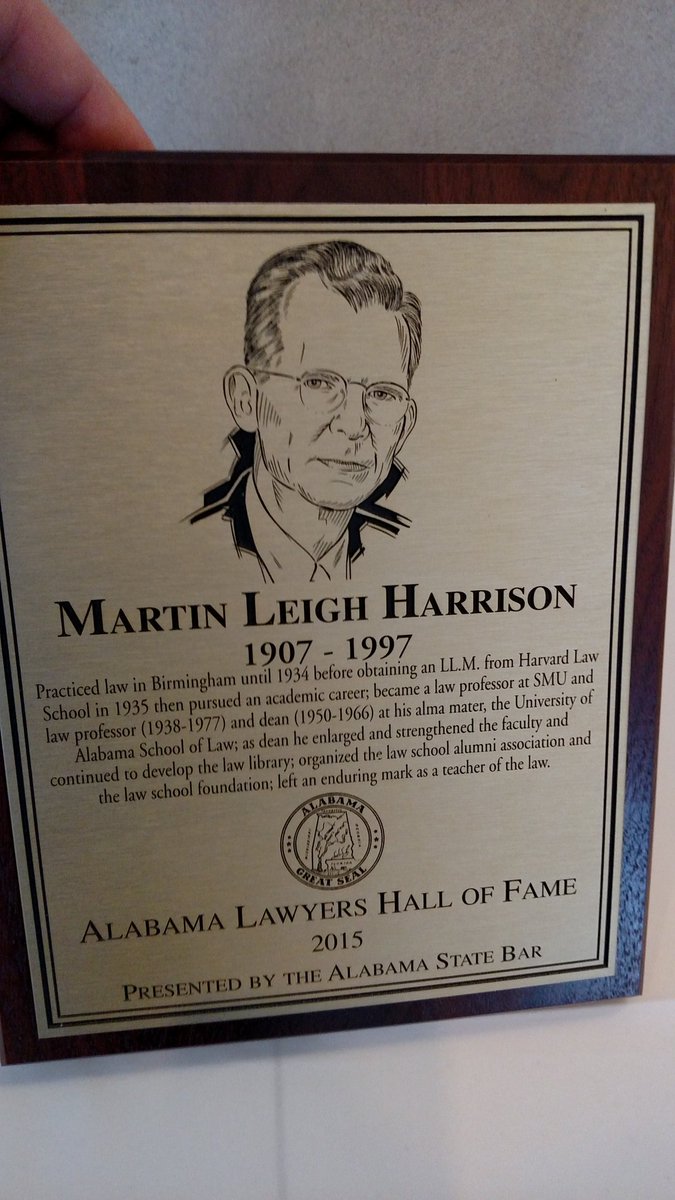 MARTIN LEIGH HARRISON
1907 - 1997
Practiced law in Birmingham until 1934 before obtaining an LL.M. from Harvard Law
School in 1935 then pursued an academic career; became a law professor at SMU and
law professor (1938-1977) and dean (1950-1966) at his alma mater, the University of
Alabama School of Law; as dean he enlarged and strengthened the faculty and
continued to develop the law library; organized the law school alumni association and
the law school foundation; left an enduring mark as a teacher of the law.
ALABAMA
GREAT SEAL
ALABAMA LAWYERS HALL OF FAME
2015
PRESENTED BY THE ALABAMA STATE BAR